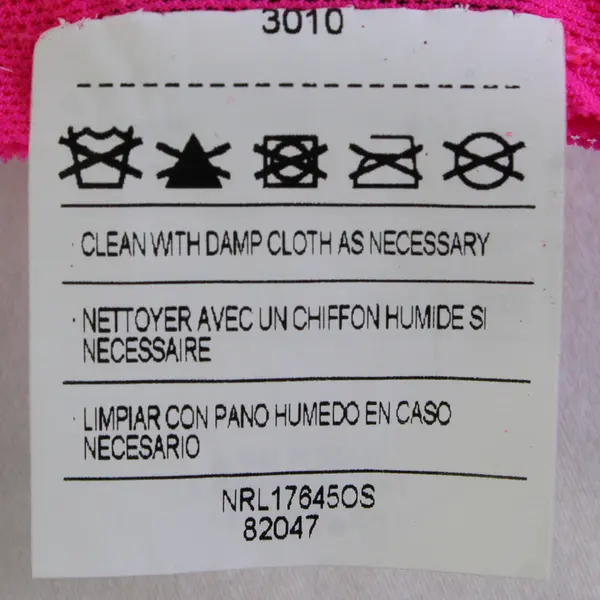 3010
· CLEAN WITH DAMP CLOTH AS NECESSARY
· NETTOYER AVEC UN CHIFFON HUMIDE SI
NECESSAIRE
· LIMPIAR CON PANO HUMEDO EN CASO
NECESARIO
NRL17645OS
82047